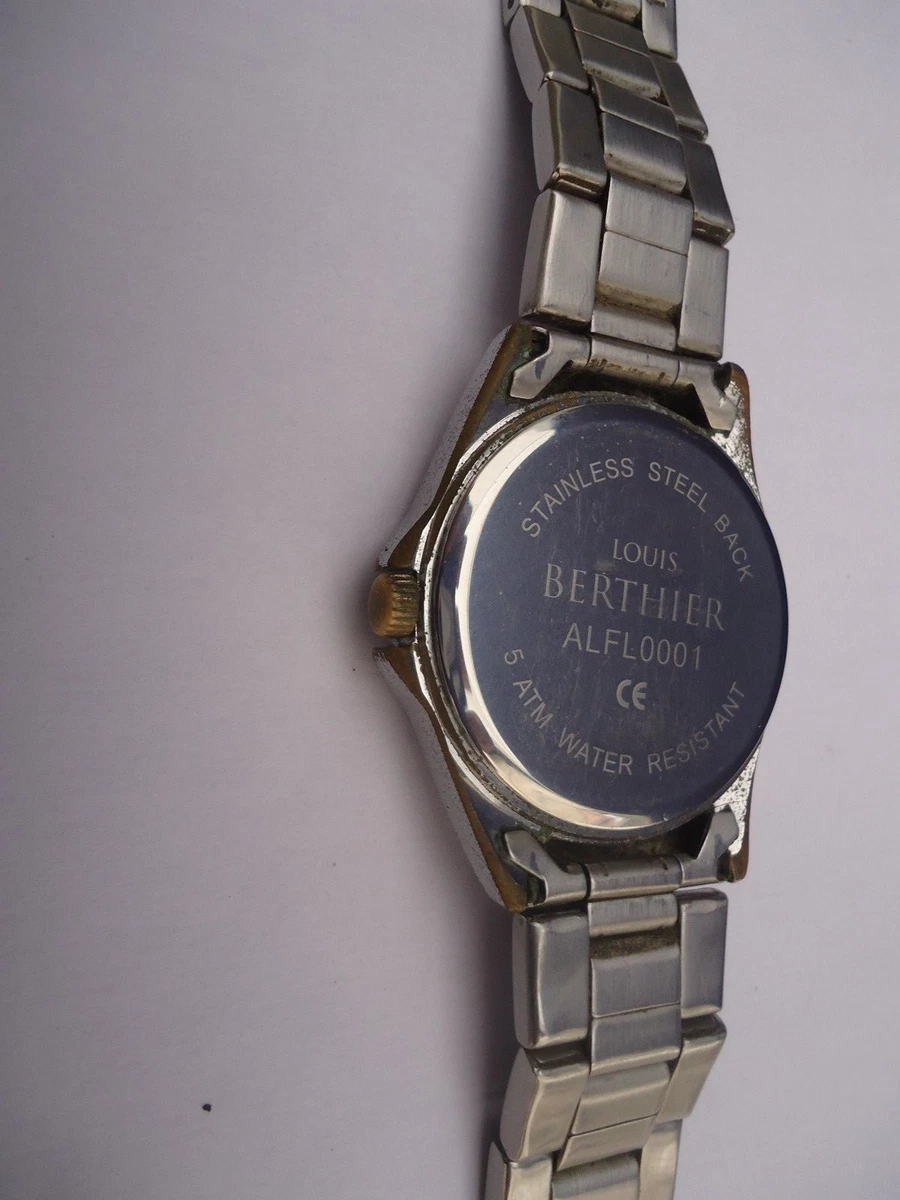 STAINLESS STEEL BACK
LOUIS
BERTHIER
ALFL0001
CE
5 ATM WATER RESISTANT